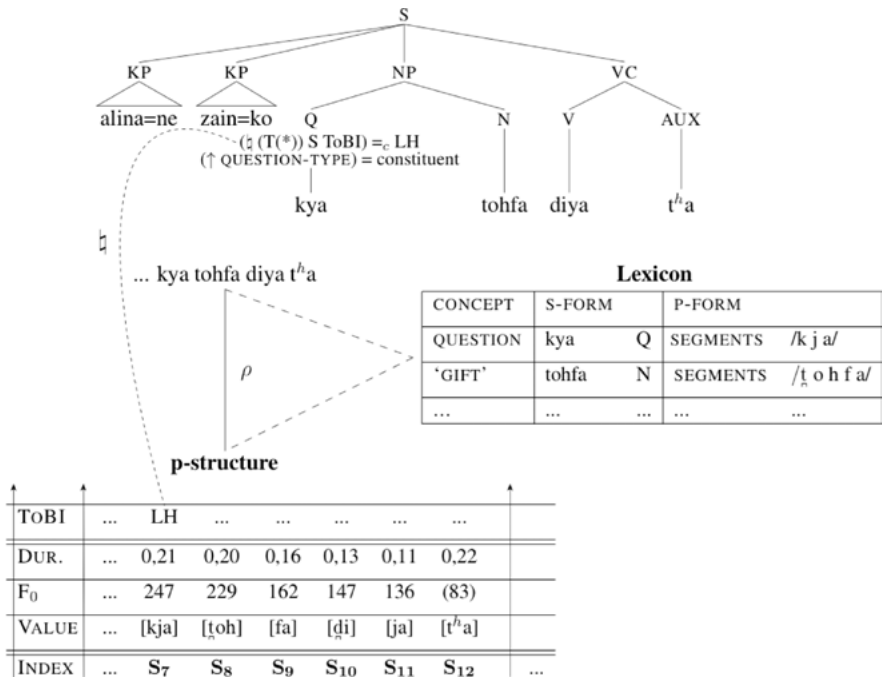 S
KP KP NP VC
alina=ne zain=ko Q N V AUX
(♮ (T(*)) S ToBI) =c LH
(↑ QUESTION-TYPE) = constituent
kya tohfa diya tʰa
♮
... kya tohfa diya tʰa
Lexicon
CONCEPT S-FORM P-FORM
QUESTION kya Q SEGMENTS /k j a/
‘GIFT’ tohfa N SEGMENTS /t̪ o h f a/
... ... ... ... ...
ρ
p-structure
TOBI ... LH ... ... ... ... ...
DUR. ... 0,21 0,20 0,16 0,13 0,11 0,22
F₀ ... 247 229 162 147 136 (83)
VALUE ... [kja] [t̪oh] [fa] [d̪i] [ja] [tʰa]
INDEX ... S₇ S₈ S₉ S₁₀ S₁₁ S₁₂ ...